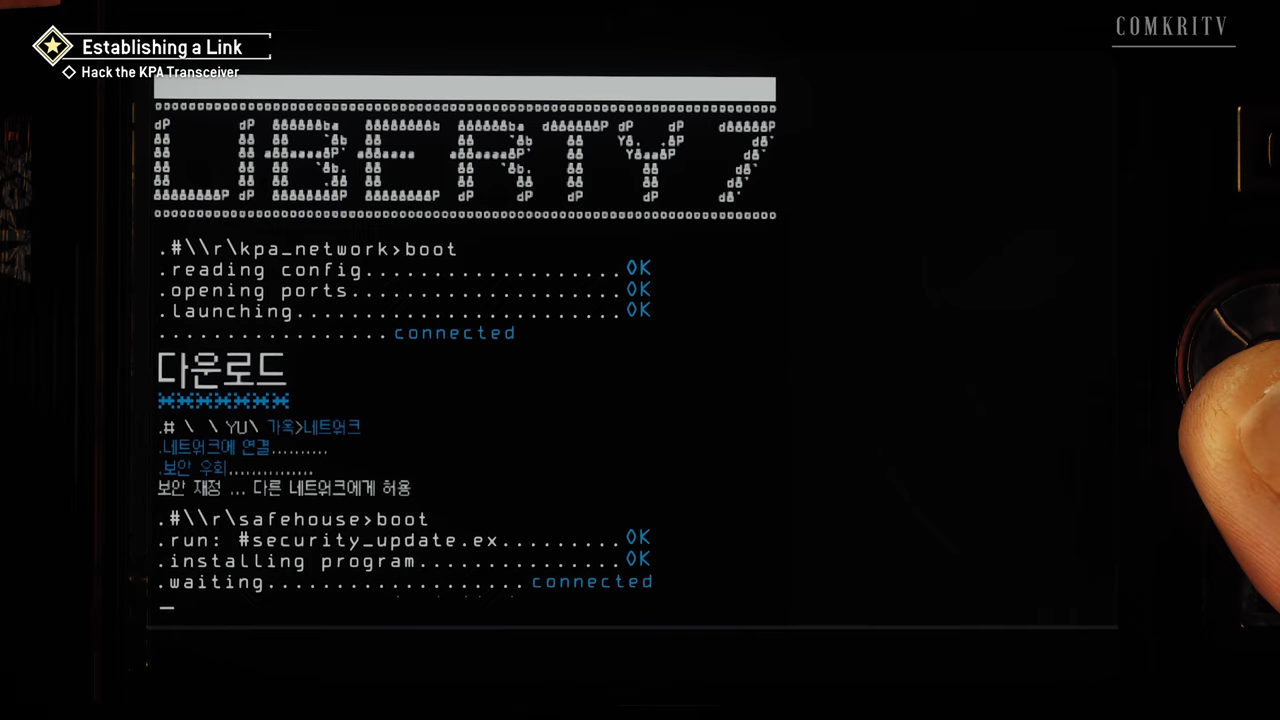 Establishing a Link
Hack the KPA Transceiver
COMKRITV
APEX
LIBERTY 7
.#\\r\kpa_network>boot
.reading config...................OK
.opening ports....................OK
.launching........................OK
.................connected
다운로드
.# \ \ YU\ 가옥>네트워크
.네트워크에 연결..........
.보안 우회...............
보안 재정 ... 다른 네트워크에게 허용
.#\\r\safehouse>boot
.run: #security_update.ex.........OK
.installing program...............OK
.waiting................... connected
_